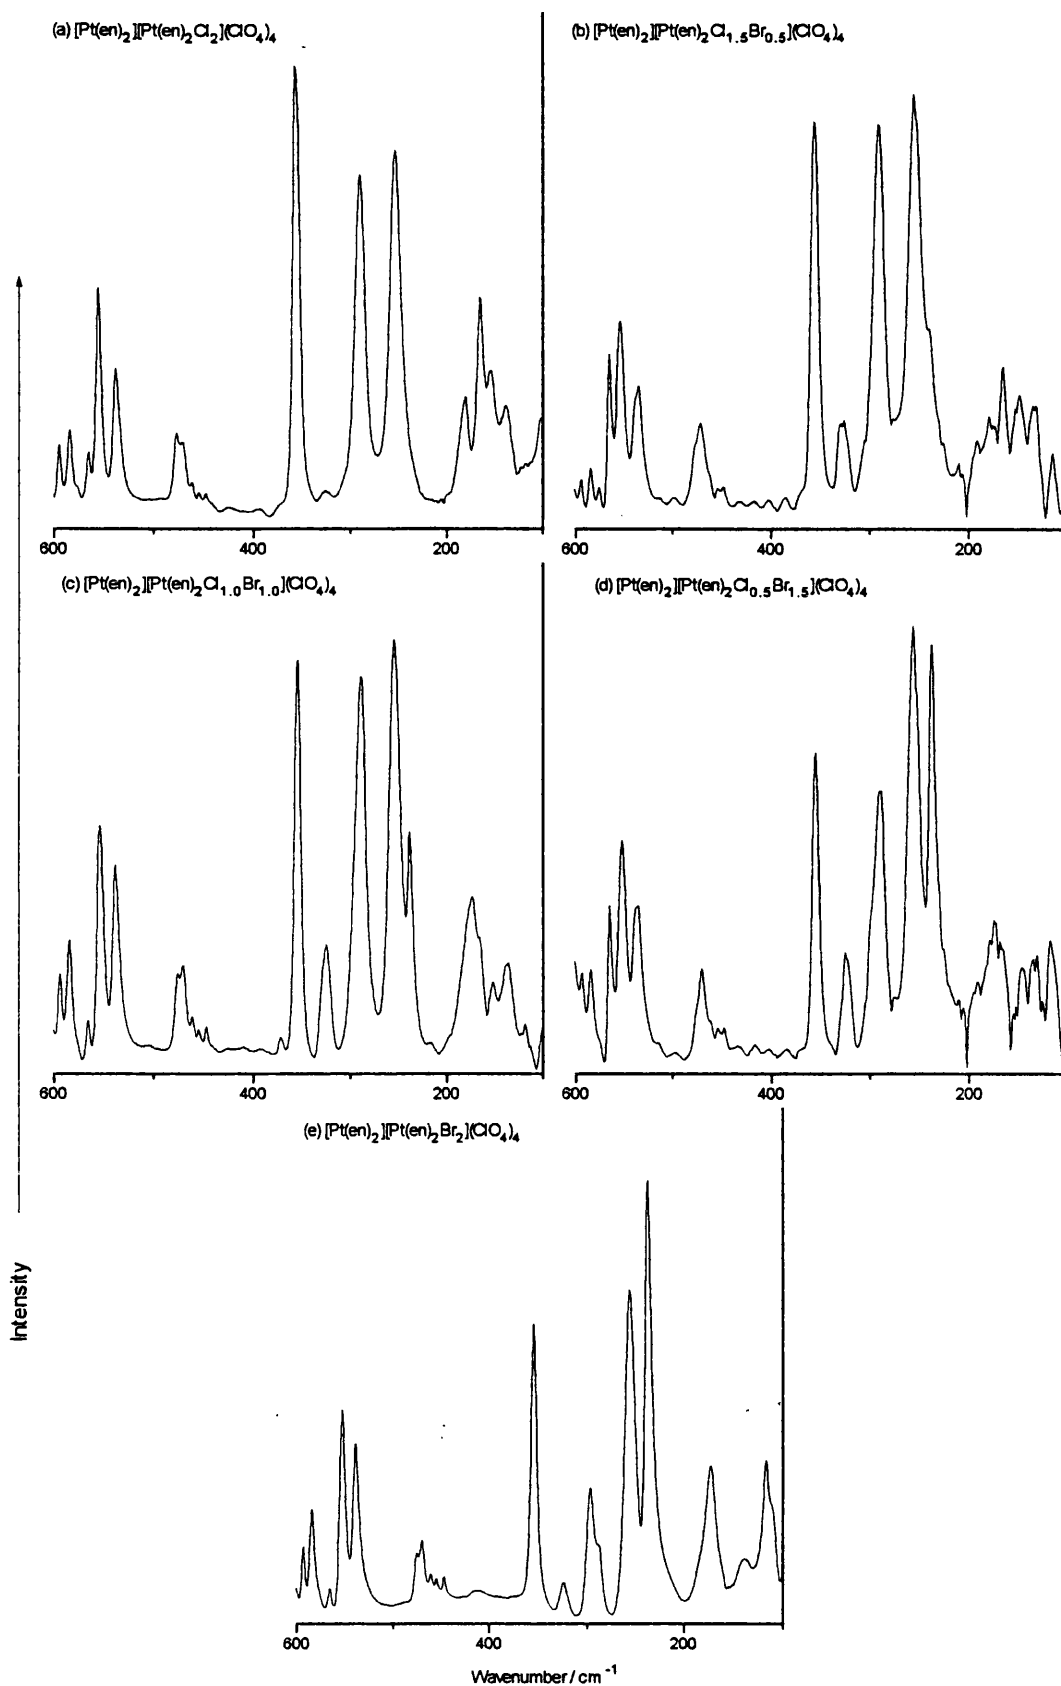 (a) [Pt(en)₂][Pt(en)₂Cl₂](ClO₄)₄
(b) [Pt(en)₂][Pt(en)₂Cl₁.₅Br₀.₅](ClO₄)₄
600 400 200
600 400 200
(c) [Pt(en)₂][Pt(en)₂Cl₁.₀Br₁.₀](ClO₄)₄
(d) [Pt(en)₂][Pt(en)₂Cl₀.₅Br₁.₅](ClO₄)₄
600 400 200
600 400 200
(e) [Pt(en)₂][Pt(en)₂Br₂](ClO₄)₄
Intensity
600 400 200
Wavenumber / cm⁻¹